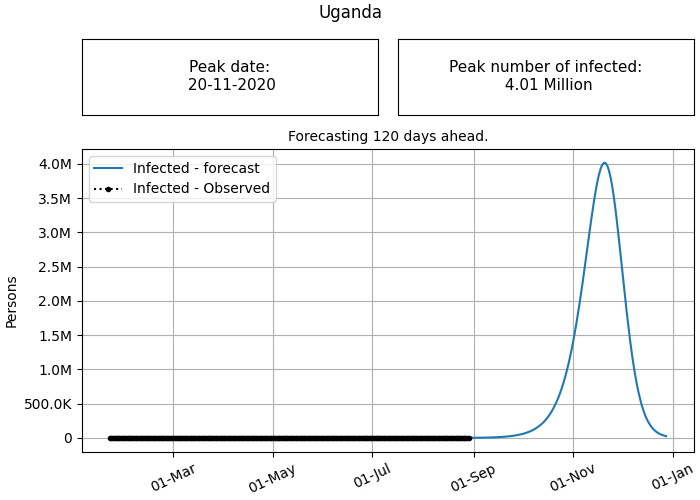 Uganda
Peak date:
20-11-2020
Peak number of infected:
4.01 Million
Forecasting 120 days ahead.
Infected - forecast
Infected - Observed
Persons
4.0M
3.5M
3.0M
2.5M
2.0M
1.5M
1.0M
500.0K
0
01-Mar
01-May
01-Jul
01-Sep
01-Nov
01-Jan